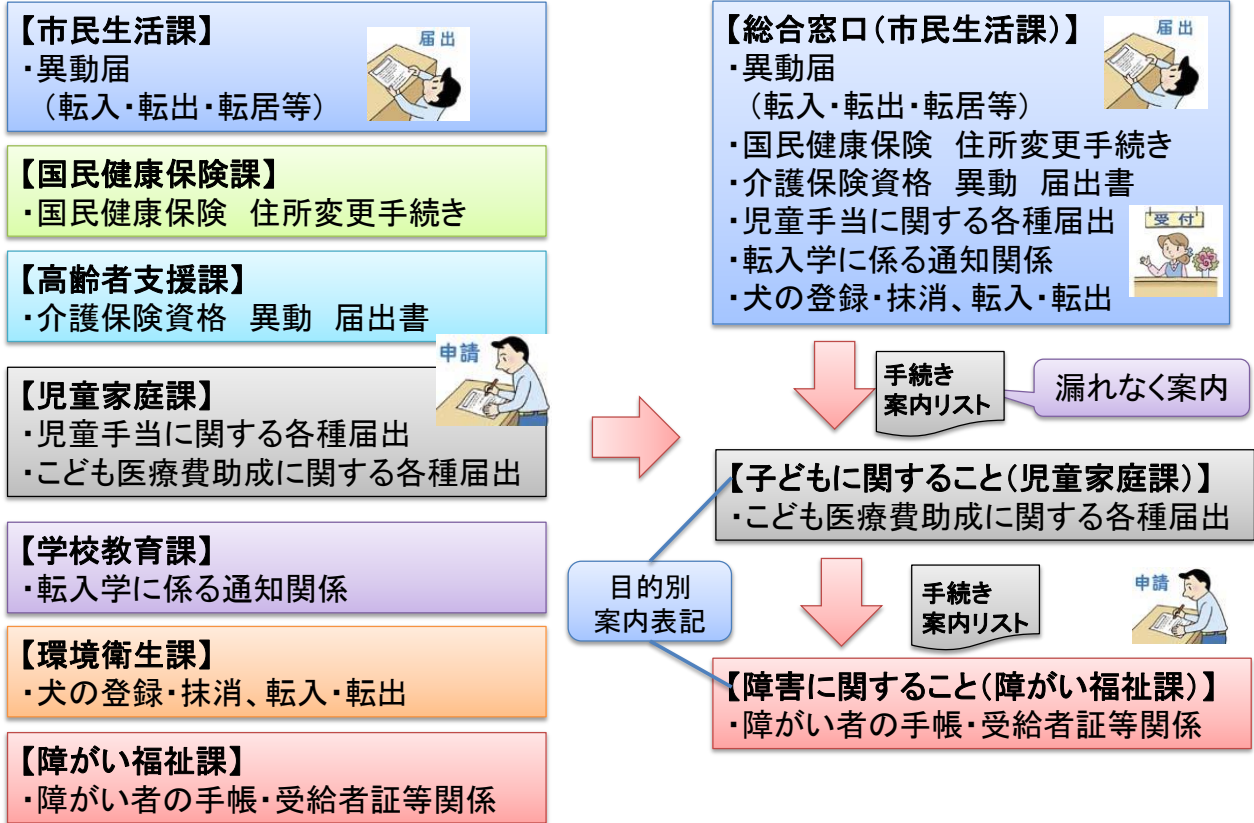 【市民生活課】
・異動届
（転入・転出・転居等）
届出
【国民健康保険課】
・国民健康保険　住所変更手続き
【高齢者支援課】
・介護保険資格　異動　届出書
申請
【児童家庭課】
・児童手当に関する各種届出
・こども医療費助成に関する各種届出
【学校教育課】
・転入学に係る通知関係
【環境衛生課】
・犬の登録・抹消、転入・転出
【障がい福祉課】
・障がい者の手帳・受給者証等関係
【総合窓口（市民生活課）】
・異動届
（転入・転出・転居等）
届出
・国民健康保険　住所変更手続き
・介護保険資格　異動　届出書
・児童手当に関する各種届出
・転入学に係る通知関係
・犬の登録・抹消、転入・転出
受付
手続き
案内リスト
漏れなく案内
【子どもに関すること（児童家庭課）】
・こども医療費助成に関する各種届出
目的別
案内表記
手続き
案内リスト
申請
【障害に関すること（障がい福祉課）】
・障がい者の手帳・受給者証等関係